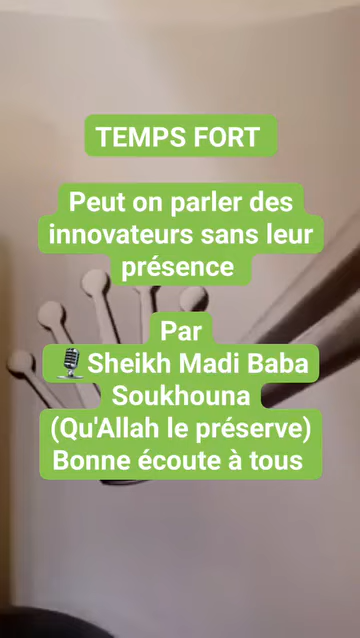 TEMPS FORT
Peut on parler des
innovateurs sans leur
présence
Par
🎙️Sheikh Madi Baba
Soukhouna
(Qu'Allah le préserve)
Bonne écoute à tous